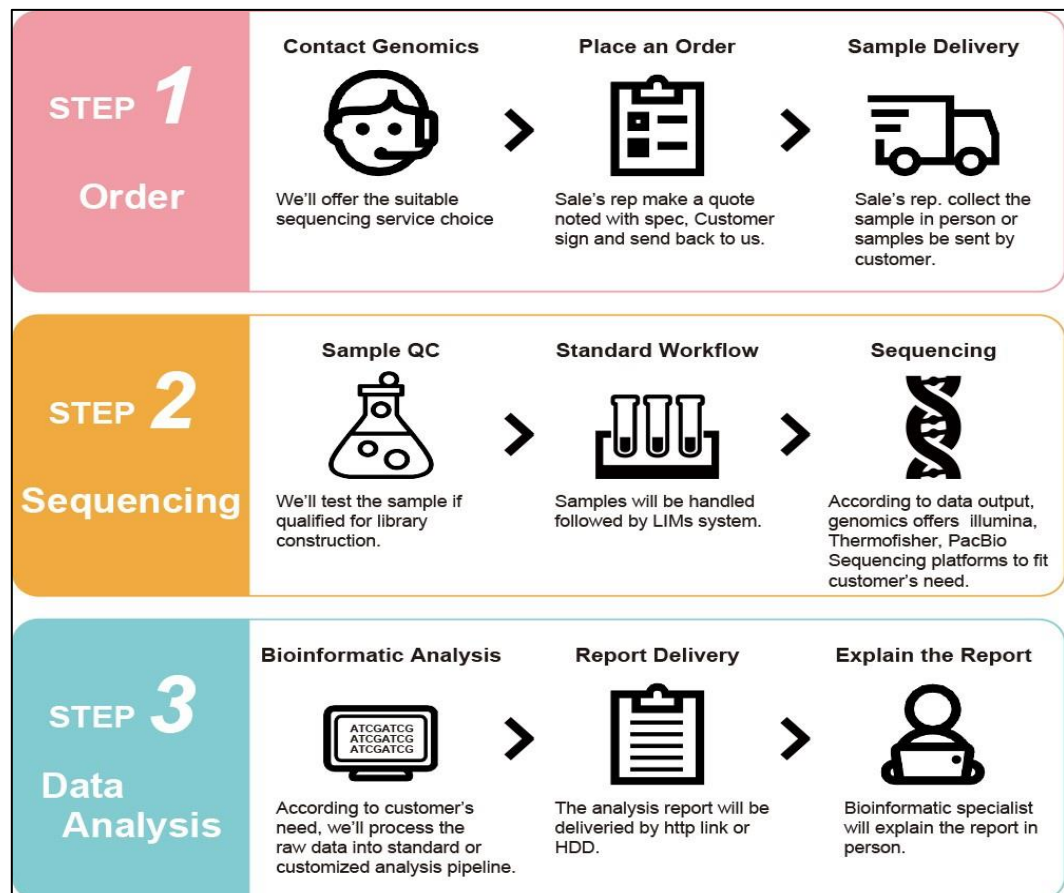 STEP 1
Order
Contact Genomics
We'll offer the suitable
sequencing service choice
Place an Order
Sale's rep make a quote
noted with spec, Customer
sign and send back to us.
Sample Delivery
Sale's rep. collect the
sample in person or
samples be sent by
customer.
STEP 2
Sequencing
Sample QC
We'll test the sample if
qualified for library
construction.
Standard Workflow
Samples will be handled
followed by LIMs system.
Sequencing
According to data output,
genomics offers illumina,
Thermofisher, PacBio
Sequencing platforms to fit
customer's need.
STEP 3
Data
Analysis
Bioinformatic Analysis
ATCGATCG
ATCGATCG
ATCGATCG
According to customer's
need, we'll process the
raw data into standard or
customized analysis pipeline.
Report Delivery
The analysis report will be
deliveried by http link or
HDD.
Explain the Report
Bioinformatic specialist
will explain the report in
person.